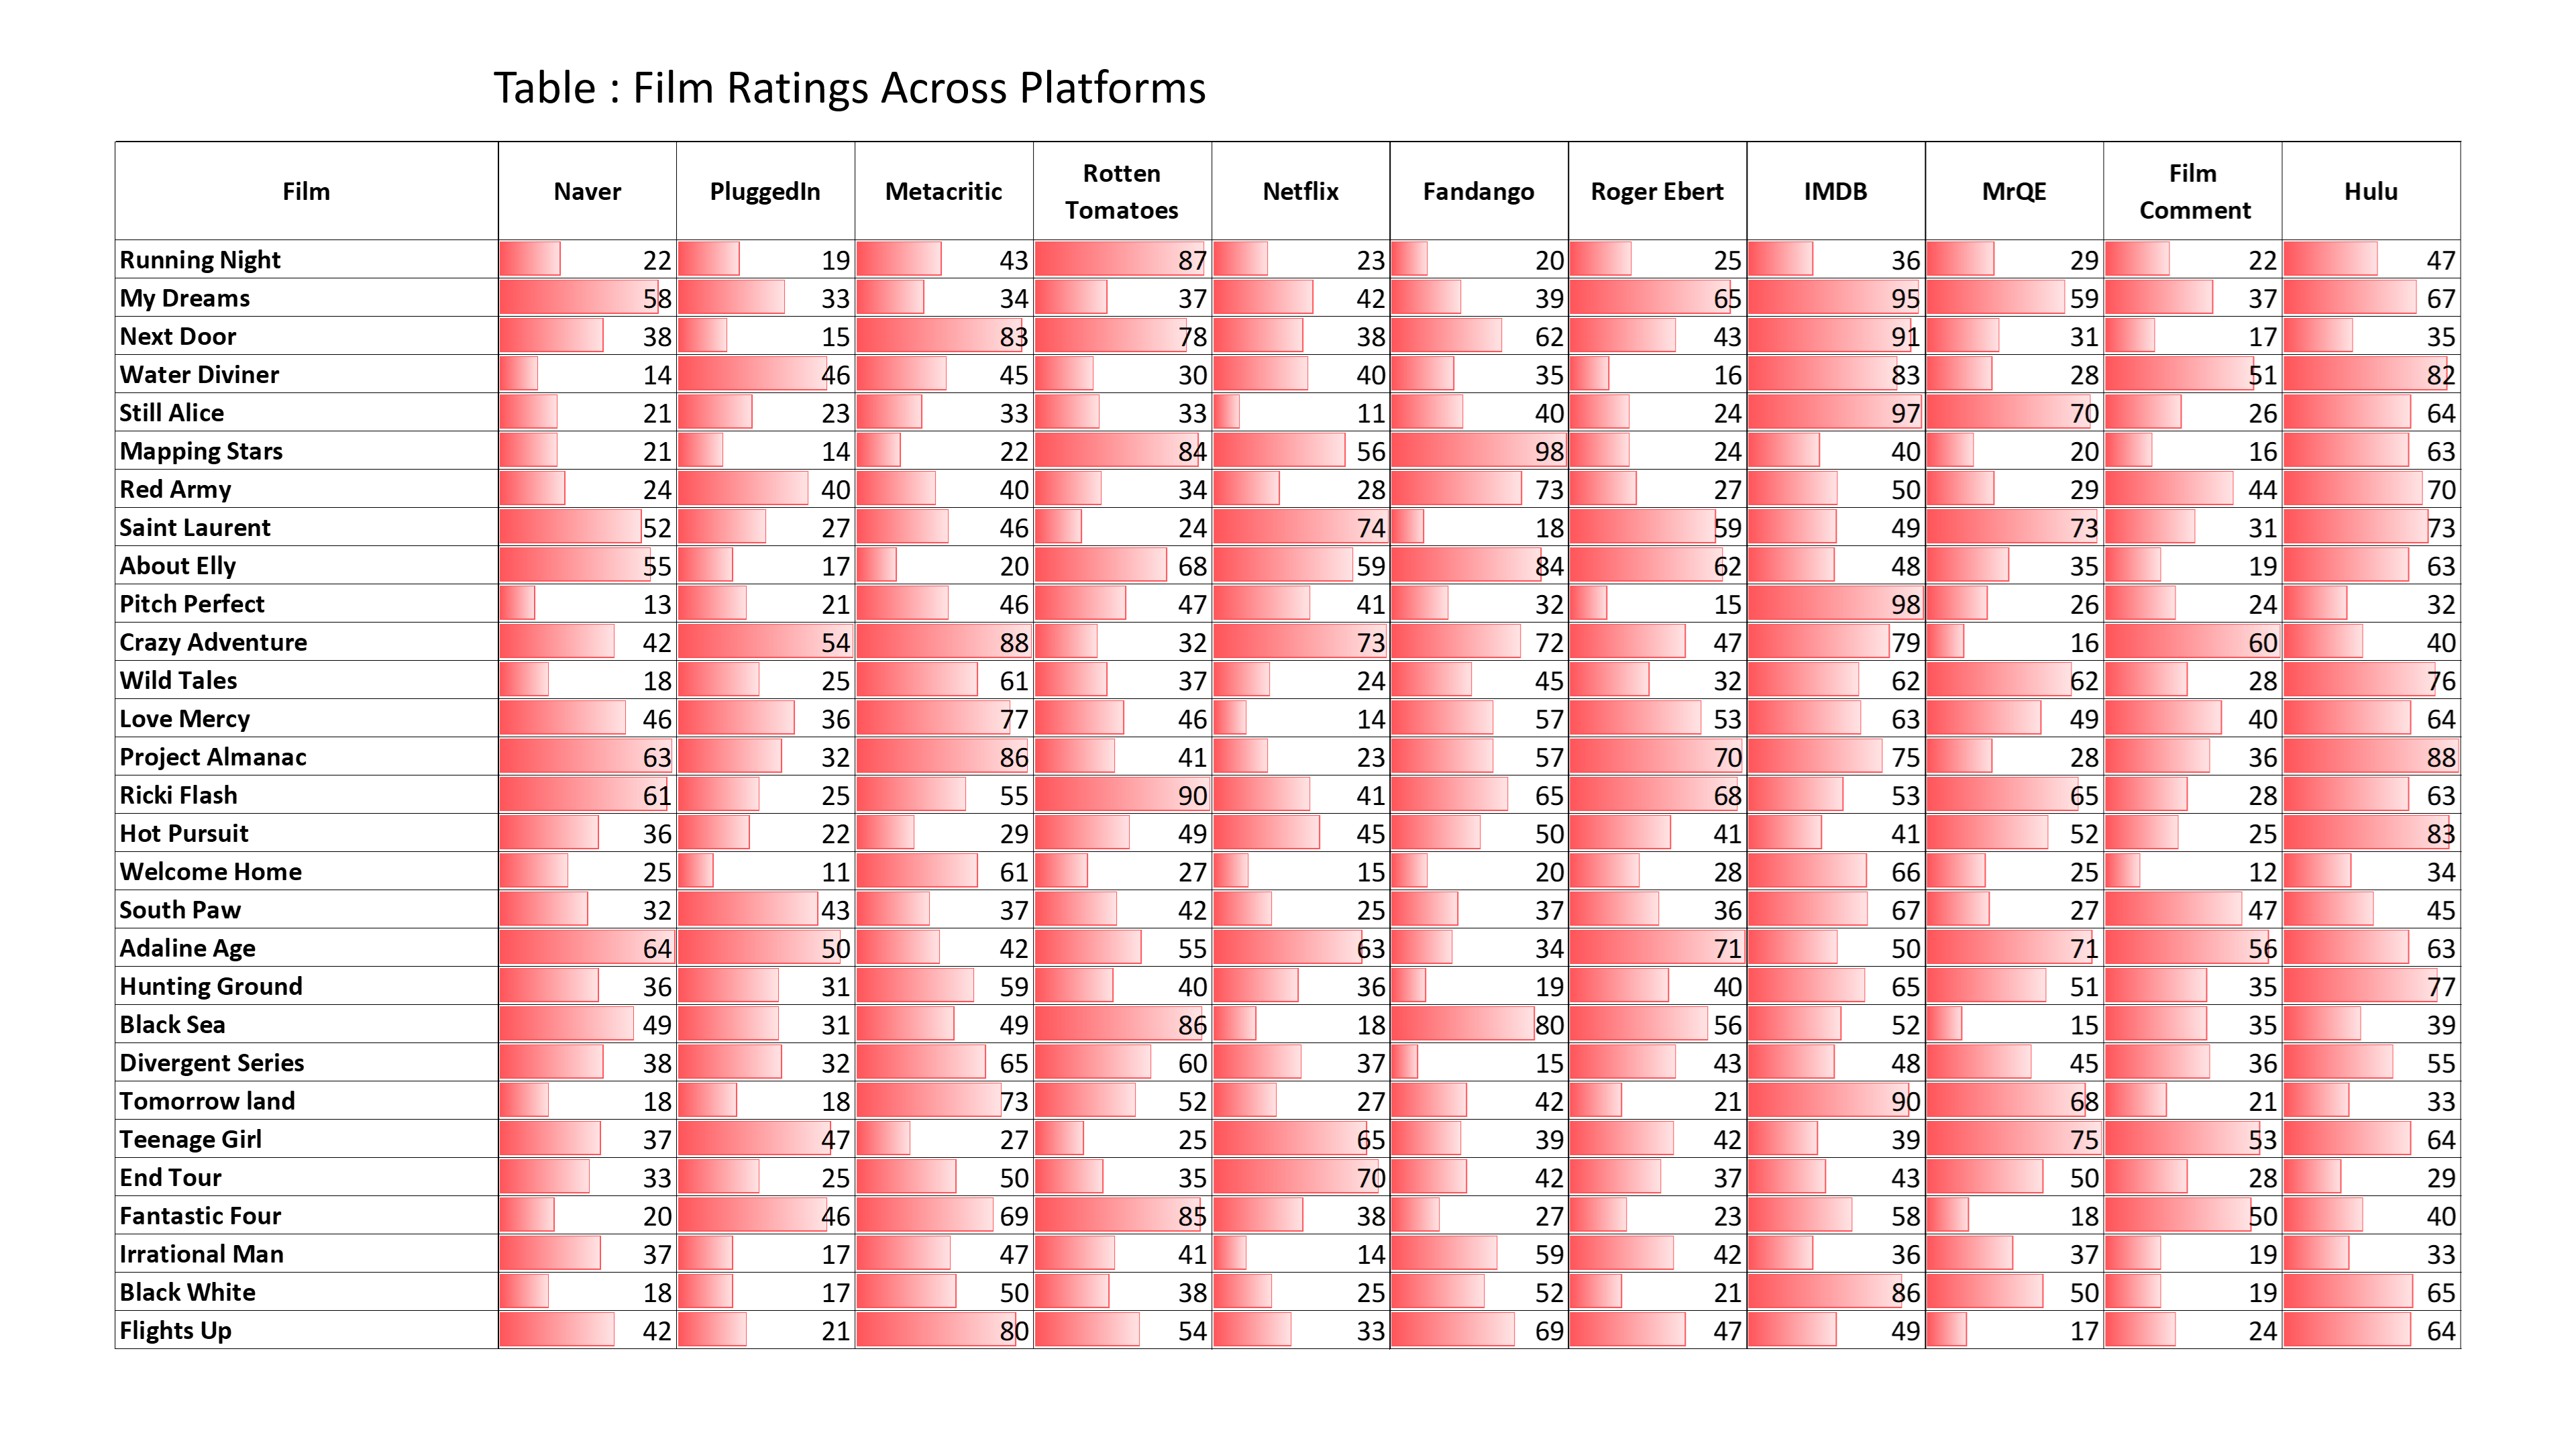 Table : Film Ratings Across Platforms
Film Naver PluggedIn Metacritic Rotten Tomatoes Netflix Fandango Roger Ebert IMDB MrQE Film Comment Hulu
Running Night 22 19 43 87 23 20 25 36 29 22 47
My Dreams 58 33 34 37 42 39 65 95 59 37 67
Next Door 38 15 83 78 38 62 43 91 31 17 35
Water Diviner 14 46 45 30 40 35 16 83 28 51 82
Still Alice 21 23 33 33 11 40 24 97 70 26 64
Mapping Stars 21 14 22 84 56 98 24 40 20 16 63
Red Army 24 40 40 34 28 73 27 50 29 44 70
Saint Laurent 52 27 46 24 74 18 59 49 73 31 73
About Elly 55 17 20 68 59 84 62 48 35 19 63
Pitch Perfect 13 21 46 47 41 32 15 98 26 24 32
Crazy Adventure 42 54 88 32 73 72 47 79 16 60 40
Wild Tales 18 25 61 37 24 45 32 62 62 28 76
Love Mercy 46 36 77 46 14 57 53 63 49 40 64
Project Almanac 63 32 86 41 23 57 70 75 28 36 88
Ricki Flash 61 25 55 90 41 65 68 53 65 28 63
Hot Pursuit 36 22 29 49 45 50 41 41 52 25 83
Welcome Home 25 11 61 27 15 20 28 66 25 12 34
South Paw 32 43 37 42 25 37 36 67 27 47 45
Adaline Age 64 50 42 55 63 34 71 50 71 56 63
Hunting Ground 36 31 59 40 36 19 40 65 51 35 77
Black Sea 49 31 49 86 18 80 56 52 15 35 39
Divergent Series 38 32 65 60 37 15 43 48 45 36 55
Tomorrow land 18 18 73 52 27 42 21 90 68 21 33
Teenage Girl 37 47 27 25 65 39 42 39 75 53 64
End Tour 33 25 50 35 70 42 37 43 50 28 29
Fantastic Four 20 46 69 85 38 27 23 58 18 50 40
Irrational Man 37 17 47 41 14 59 42 36 37 19 33
Black White 18 17 50 38 25 52 21 86 50 19 65
Flights Up 42 21 80 54 33 69 47 49 17 24 64